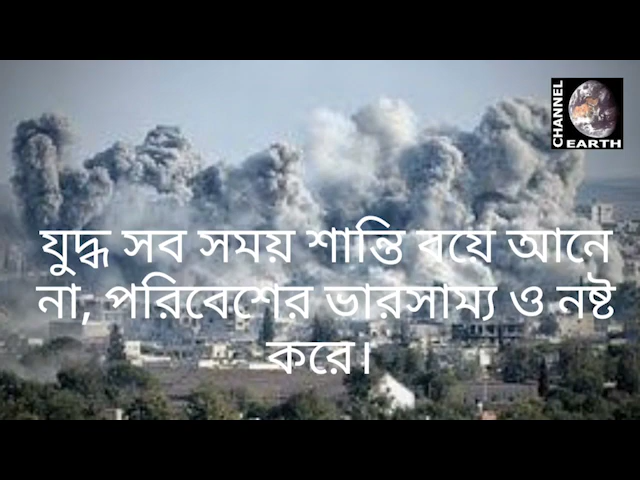 CHANNEL
EARTH
যুদ্ধ সব সময় শান্তি বয়ে আনে
না, পরিবেশের ভারসাম্য ও নষ্ট
করে।